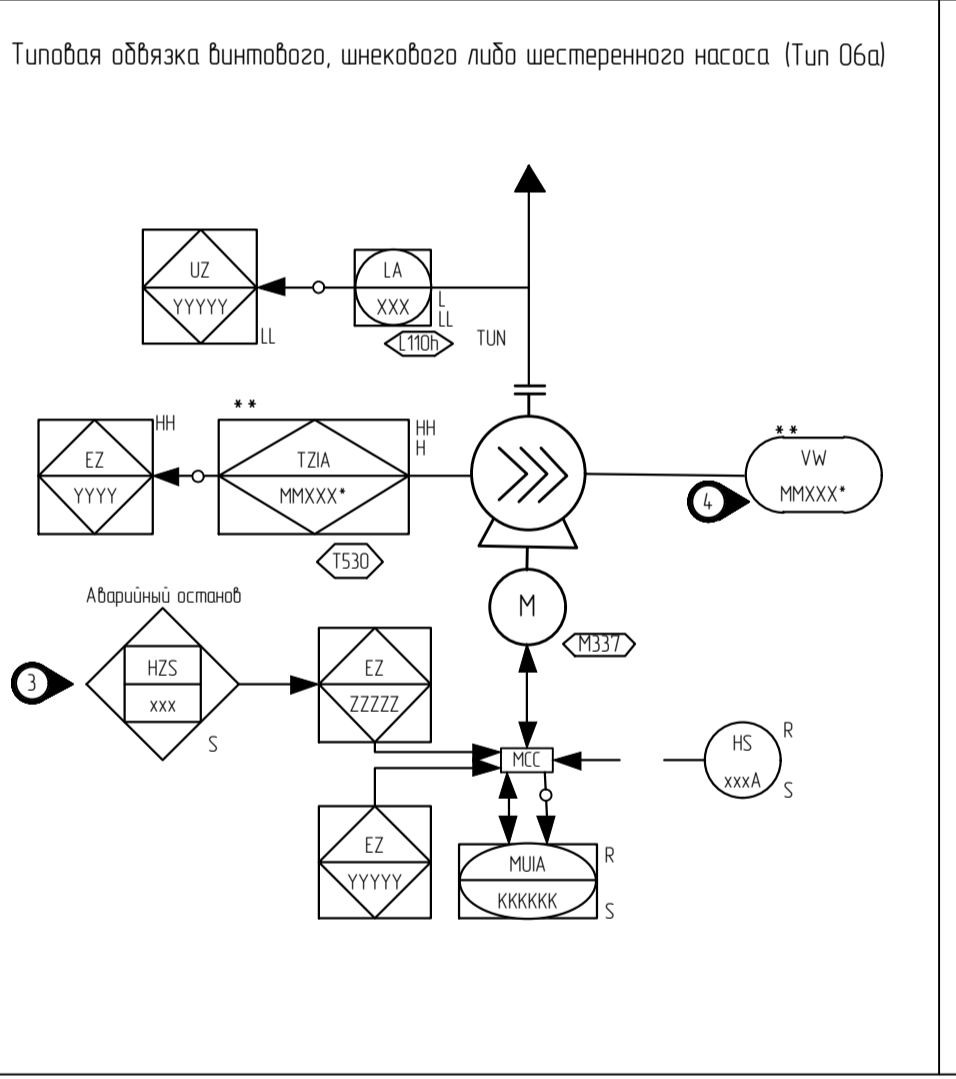 Типовая обвязка винтового, шнекового либо шестеренного насоса (Тип 06а)
UZ
YYYYY
LL
LA
XXX
L
LL
L110h
TUN
**
HH
EZ
YYYY
TZIA
MMXXX*
HH
H
T530
**
VW
MMXXX*
4
M
M337
Аварийный останов
3
HZS
xxx
S
EZ
ZZZZZ
MCC
HS
xxxA
R
S
EZ
YYYYY
MUIA
KKKKKK
R
S